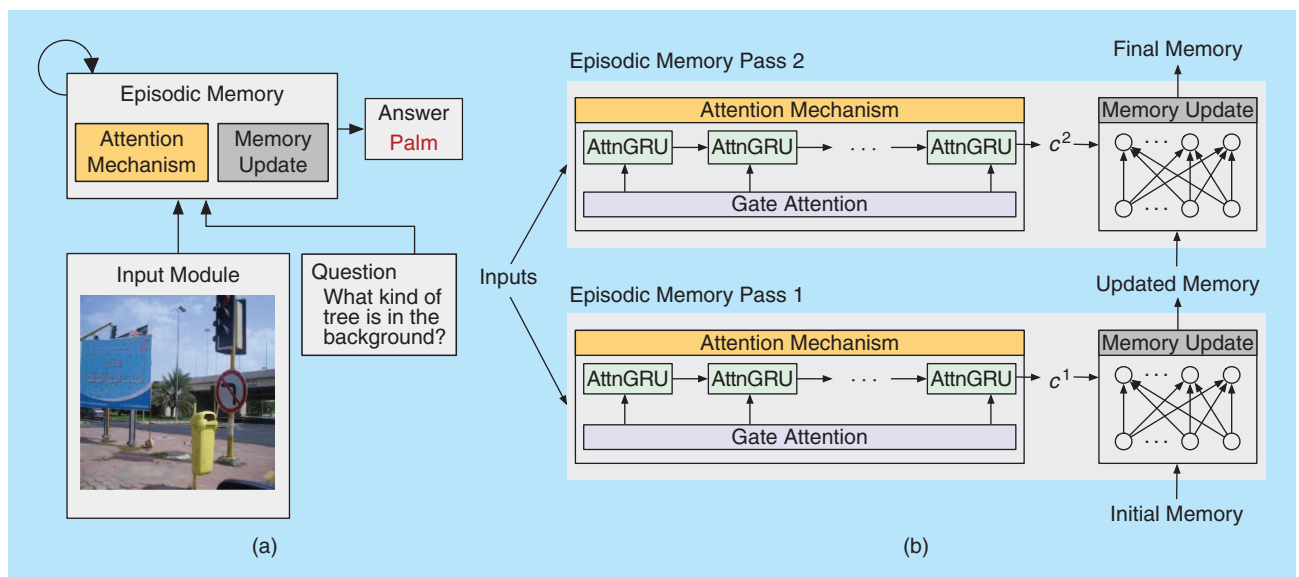 Episodic Memory
Attention
Mechanism
Memory
Update
Answer
Palm
Input Module
Question
What kind of
tree is in the
background?
(a)
Final Memory
Episodic Memory Pass 2
Attention Mechanism
AttnGRU AttnGRU · · · AttnGRU
Gate Attention
c²
Memory Update
· · ·
· · ·
Inputs
Updated Memory
Episodic Memory Pass 1
Attention Mechanism
AttnGRU AttnGRU · · · AttnGRU
Gate Attention
c¹
Memory Update
· · ·
· · ·
Initial Memory
(b)